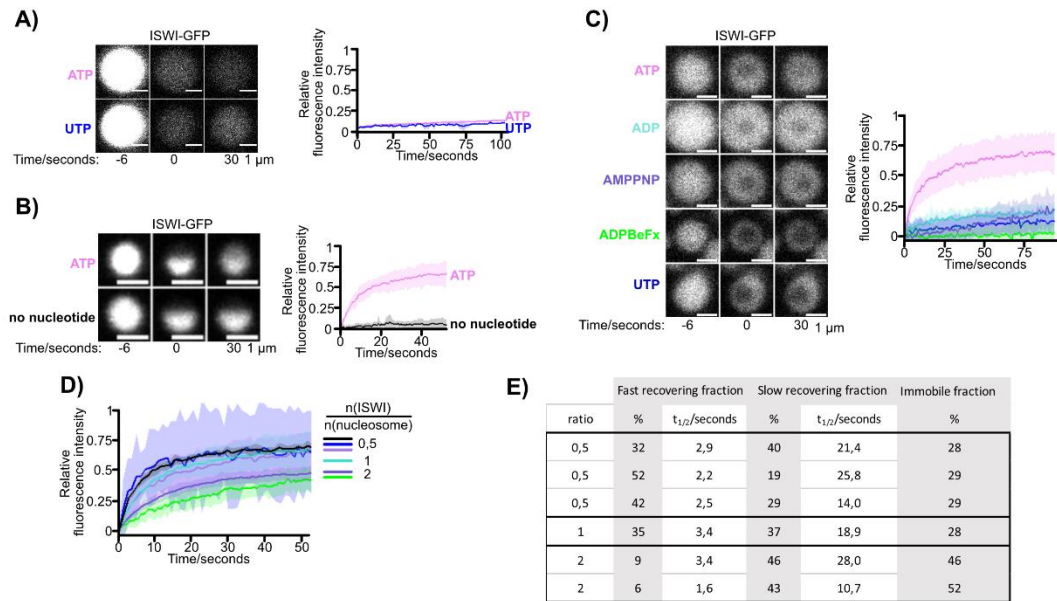 A)
ISWI-GFP
ATP
UTP
Time/seconds: -6 0 30 1 µm
Relative
fluorescence intensity
1
0.75
0.5
0.25
0
0 25 50 75 100
Time/seconds
ATP
UTP
B)
ISWI-GFP
ATP
no nucleotide
Time/seconds: -6 0 30 1 µm
Relative
fluorescence intensity
1
0.75
0.5
0.25
0
0 20 40
Time/seconds
ATP
no nucleotide
C)
ISWI-GFP
ATP
ADP
AMPPNP
ADPBeFx
UTP
Time/seconds: -6 0 30 1 µm
Relative
fluorescence intensity
1
0.75
0.5
0.25
0
0 25 50 75
Time/seconds
D)
Relative
fluorescence intensity
1
0.75
0.5
0.25
0
0 10 20 30 40 50
Time/seconds
n(ISWI)
n(nucleosome)
0,5
1
2
E)
Fast recovering fraction Slow recovering fraction Immobile fraction
ratio % t1/2/seconds % t1/2/seconds %
0,5 32 2,9 40 21,4 28
0,5 52 2,2 19 25,8 29
0,5 42 2,5 29 14,0 29
1 35 3,4 37 18,9 28
2 9 3,4 46 28,0 46
2 6 1,6 43 10,7 52